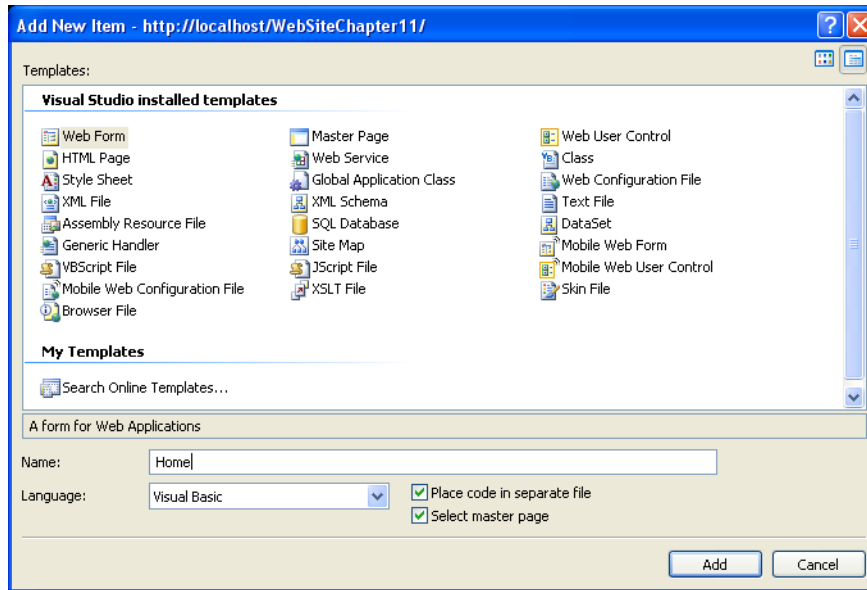 Add New Item - http://localhost/WebSiteChapter11/
Templates:
Visual Studio installed templates
Web Form Master Page Web User Control
HTML Page Web Service Class
Style Sheet Global Application Class Web Configuration File
XML File XML Schema Text File
Assembly Resource File SQL Database DataSet
Generic Handler Site Map Mobile Web Form
VBScript File JScript File Mobile Web User Control
Mobile Web Configuration File XSLT File Skin File
Browser File
My Templates
Search Online Templates...
A form for Web Applications
Name: Home
Language: Visual Basic Place code in separate file
Select master page
Add Cancel